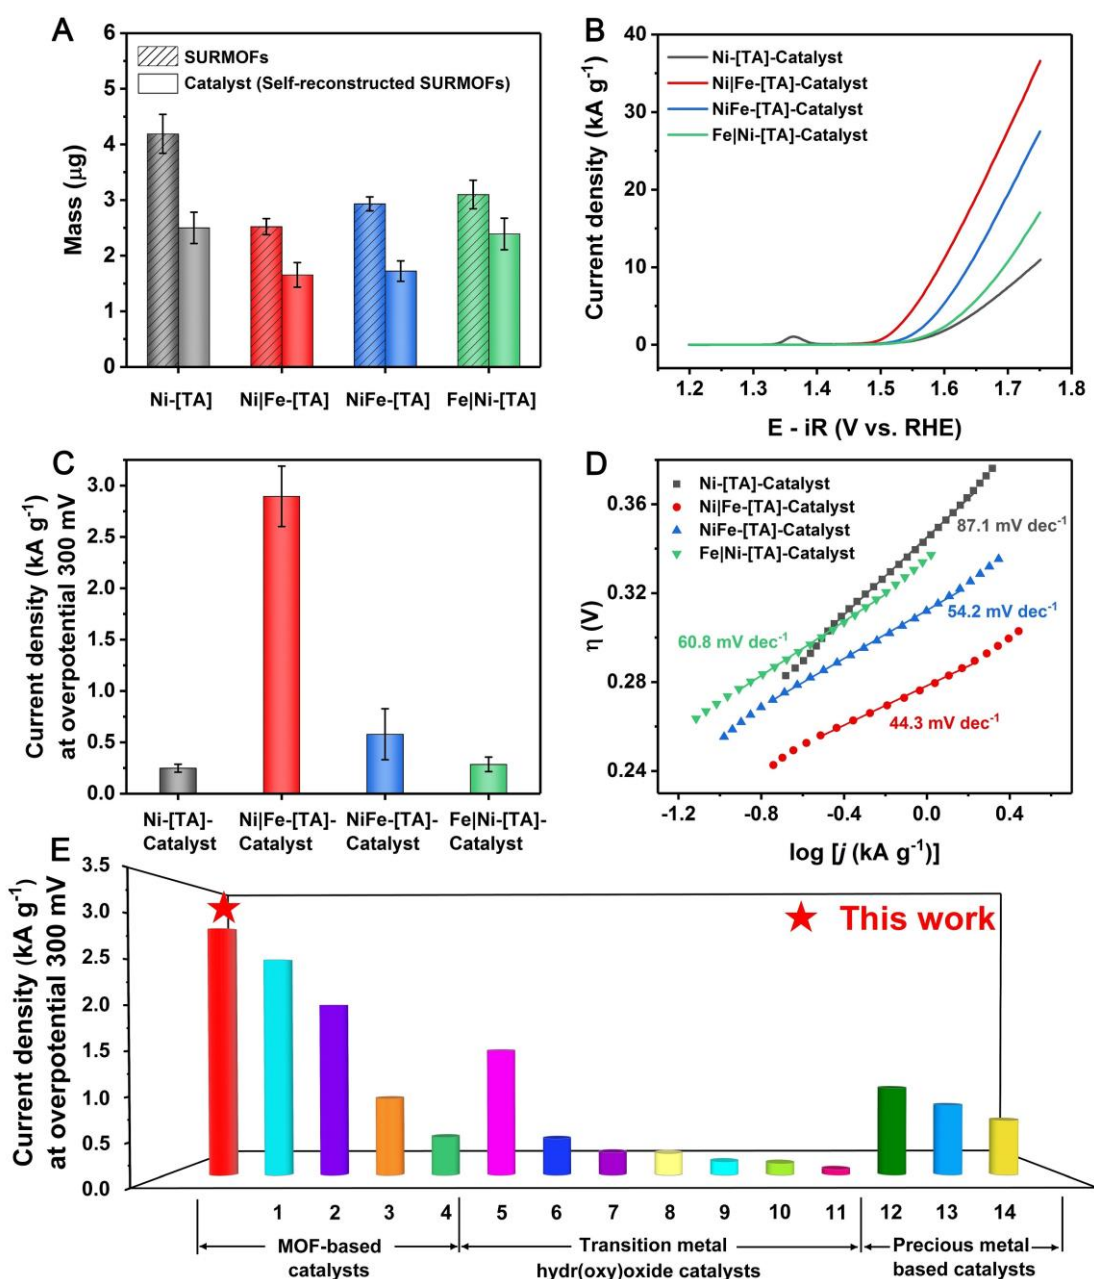 A
6
5
4
3
2
1
0
Mass (μg)
SURMOFs
Catalyst (Self-reconstructed SURMOFs)
Ni-[TA]
Ni|Fe-[TA]
NiFe-[TA]
Fe|Ni-[TA]
B
40
30
20
10
0
Current density (kA g⁻¹)
Ni-[TA]-Catalyst
Ni|Fe-[TA]-Catalyst
NiFe-[TA]-Catalyst
Fe|Ni-[TA]-Catalyst
1.2 1.3 1.4 1.5 1.6 1.7 1.8
E - iR (V vs. RHE)
C
3.0
2.5
2.0
1.5
1.0
0.5
0.0
Current density (kA g⁻¹)
at overpotential 300 mV
Ni-[TA]-
Catalyst
Ni|Fe-[TA]-
Catalyst
NiFe-[TA]-
Catalyst
Fe|Ni-[TA]-
Catalyst
D
0.36
0.32
0.28
0.24
η (V)
Ni-[TA]-Catalyst
Ni|Fe-[TA]-Catalyst
NiFe-[TA]-Catalyst
Fe|Ni-[TA]-Catalyst
87.1 mV dec⁻¹
54.2 mV dec⁻¹
60.8 mV dec⁻¹
44.3 mV dec⁻¹
-1.2 -0.8 -0.4 0.0 0.4
log [j (kA g⁻¹)]
E
3.5
3.0
2.5
2.0
1.5
1.0
0.5
0.0
Current density (kA g⁻¹)
at overpotential 300 mV
This work
1 2 3 4 5 6 7 8 9 10 11 12 13 14
MOF-based
catalysts
Transition metal
hydr(oxy)oxide catalysts
Precious metal
based catalysts